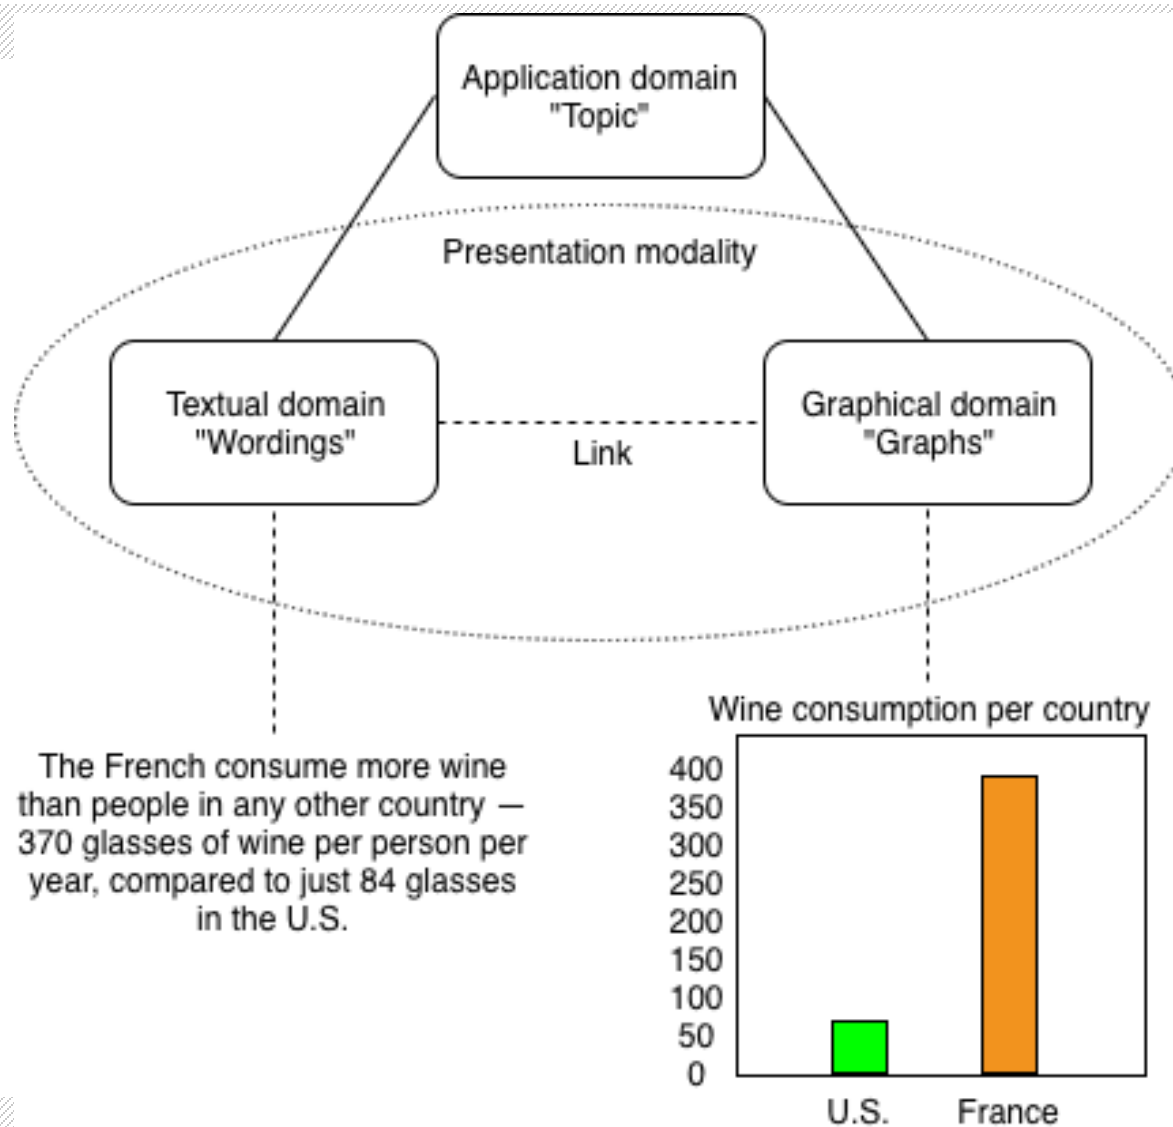 Application domain
"Topic"
Presentation modality
Textual domain
"Wordings"
Link
Graphical domain
"Graphs"
The French consume more wine
than people in any other country —
370 glasses of wine per person per
year, compared to just 84 glasses
in the U.S.
Wine consumption per country
400
350
300
250
200
150
100
50
0
U.S. France